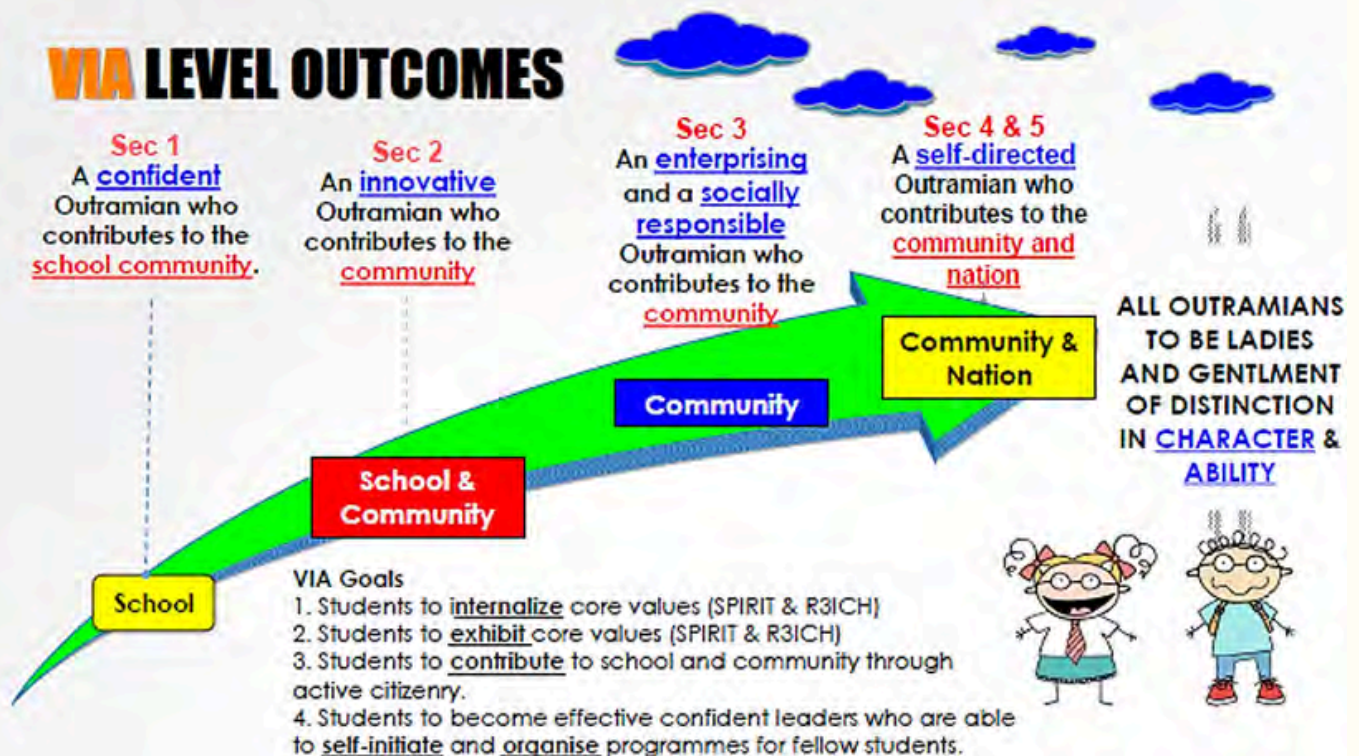 VIA LEVEL OUTCOMES
Sec 1
A confident
Outramian who
contributes to the
school community.
Sec 2
An innovative
Outramian who
contributes to the
community
Sec 3
An enterprising
and a socially
responsible
Outramian who
contributes to the
community
Sec 4 & 5
A self-directed
Outramian who
contributes to the
community and
nation
School
School &
Community
Community
Community &
Nation
ALL OUTRAMIANS
TO BE LADIES
AND GENTLMENT
OF DISTINCTION
IN CHARACTER &
ABILITY
VIA Goals
1. Students to internalize core values (SPIRIT & R3ICH)
2. Students to exhibit core values (SPIRIT & R3ICH)
3. Students to contribute to school and community through
active citizenry.
4. Students to become effective confident leaders who are able
to self-initiate and organise programmes for fellow students.